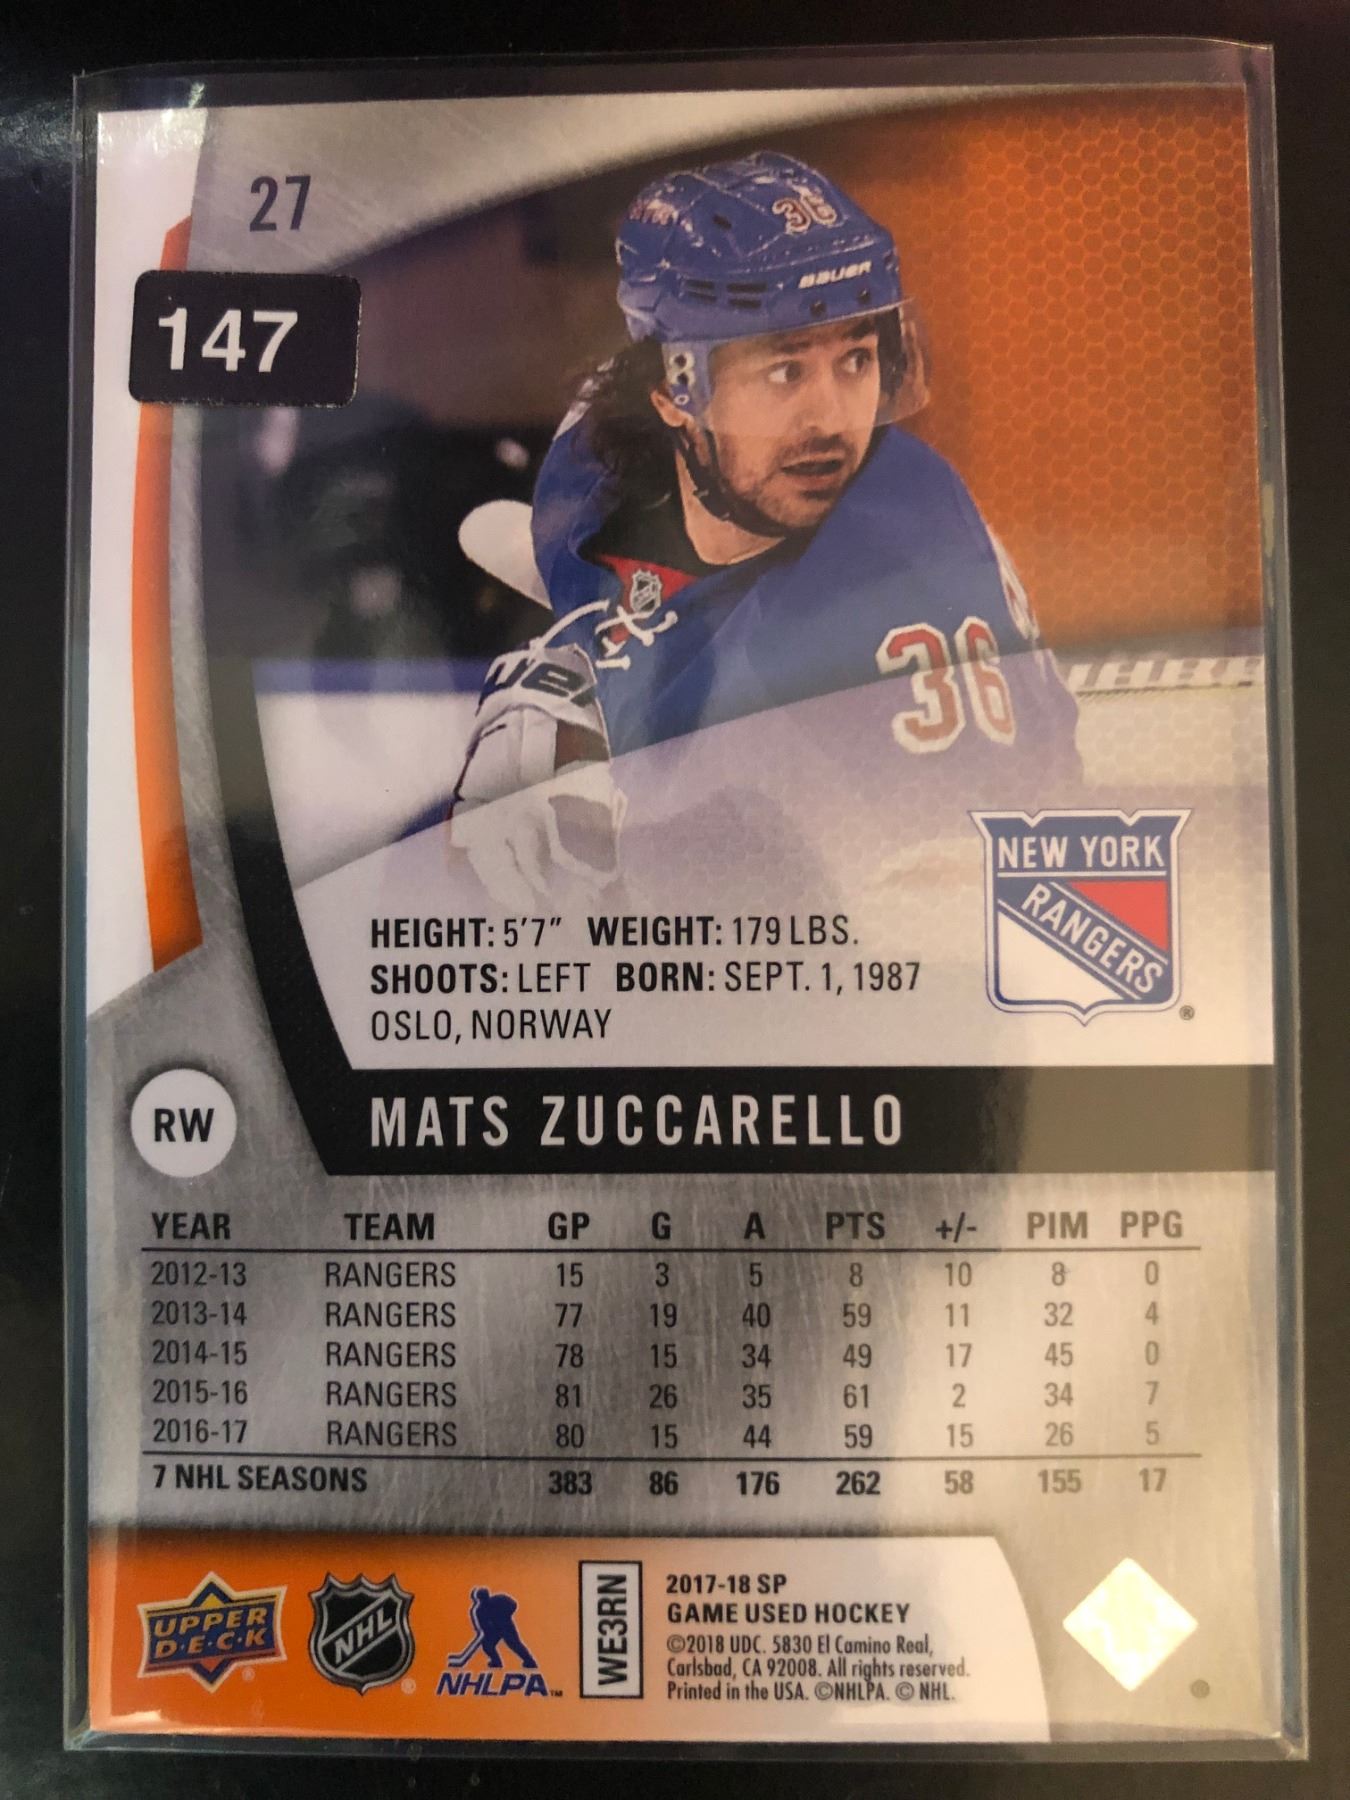 27
147
36
BAUER
36
NEW YORK
RANGERS
®
HEIGHT: 5'7" WEIGHT: 179 LBS.
SHOOTS: LEFT BORN: SEPT. 1, 1987
OSLO, NORWAY
RW
MATS ZUCCARELLO
YEAR TEAM GP G A PTS +/- PIM PPG
2012-13 RANGERS 15 3 5 8 10 8 0
2013-14 RANGERS 77 19 40 59 11 32 4
2014-15 RANGERS 78 15 34 49 17 45 0
2015-16 RANGERS 81 26 35 61 2 34 7
2016-17 RANGERS 80 15 44 59 15 26 5
7 NHL SEASONS 383 86 176 262 58 155 17
UPPER
D•E•C•K
®
NHL
®
NHLPA™
WE3RN
2017-18 SP
GAME USED HOCKEY
©2018 UDC. 5830 El Camino Real,
Carlsbad, CA 92008. All rights reserved.
Printed in the USA. ©NHLPA. © NHL.